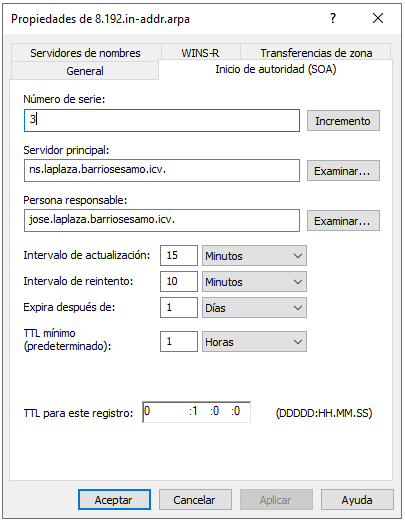 Propiedades de 8.192.in-addr.arpa
? ×
Servidores de nombres WINS-R Transferencias de zona
General Inicio de autoridad (SOA)
Número de serie:
3 Incremento
Servidor principal:
ns.laplaza.barriosesamo.icv. Examinar...
Persona responsable:
jose.laplaza.barriosesamo.icv. Examinar...
Intervalo de actualización: 15 Minutos
Intervalo de reintento: 10 Minutos
Expira después de: 1 Días
TTL mínimo
(predeterminado): 1 Horas
TTL para este registro: 0 :1 :0 :0 (DDDDD:HH.MM.SS)
Aceptar Cancelar Aplicar Ayuda